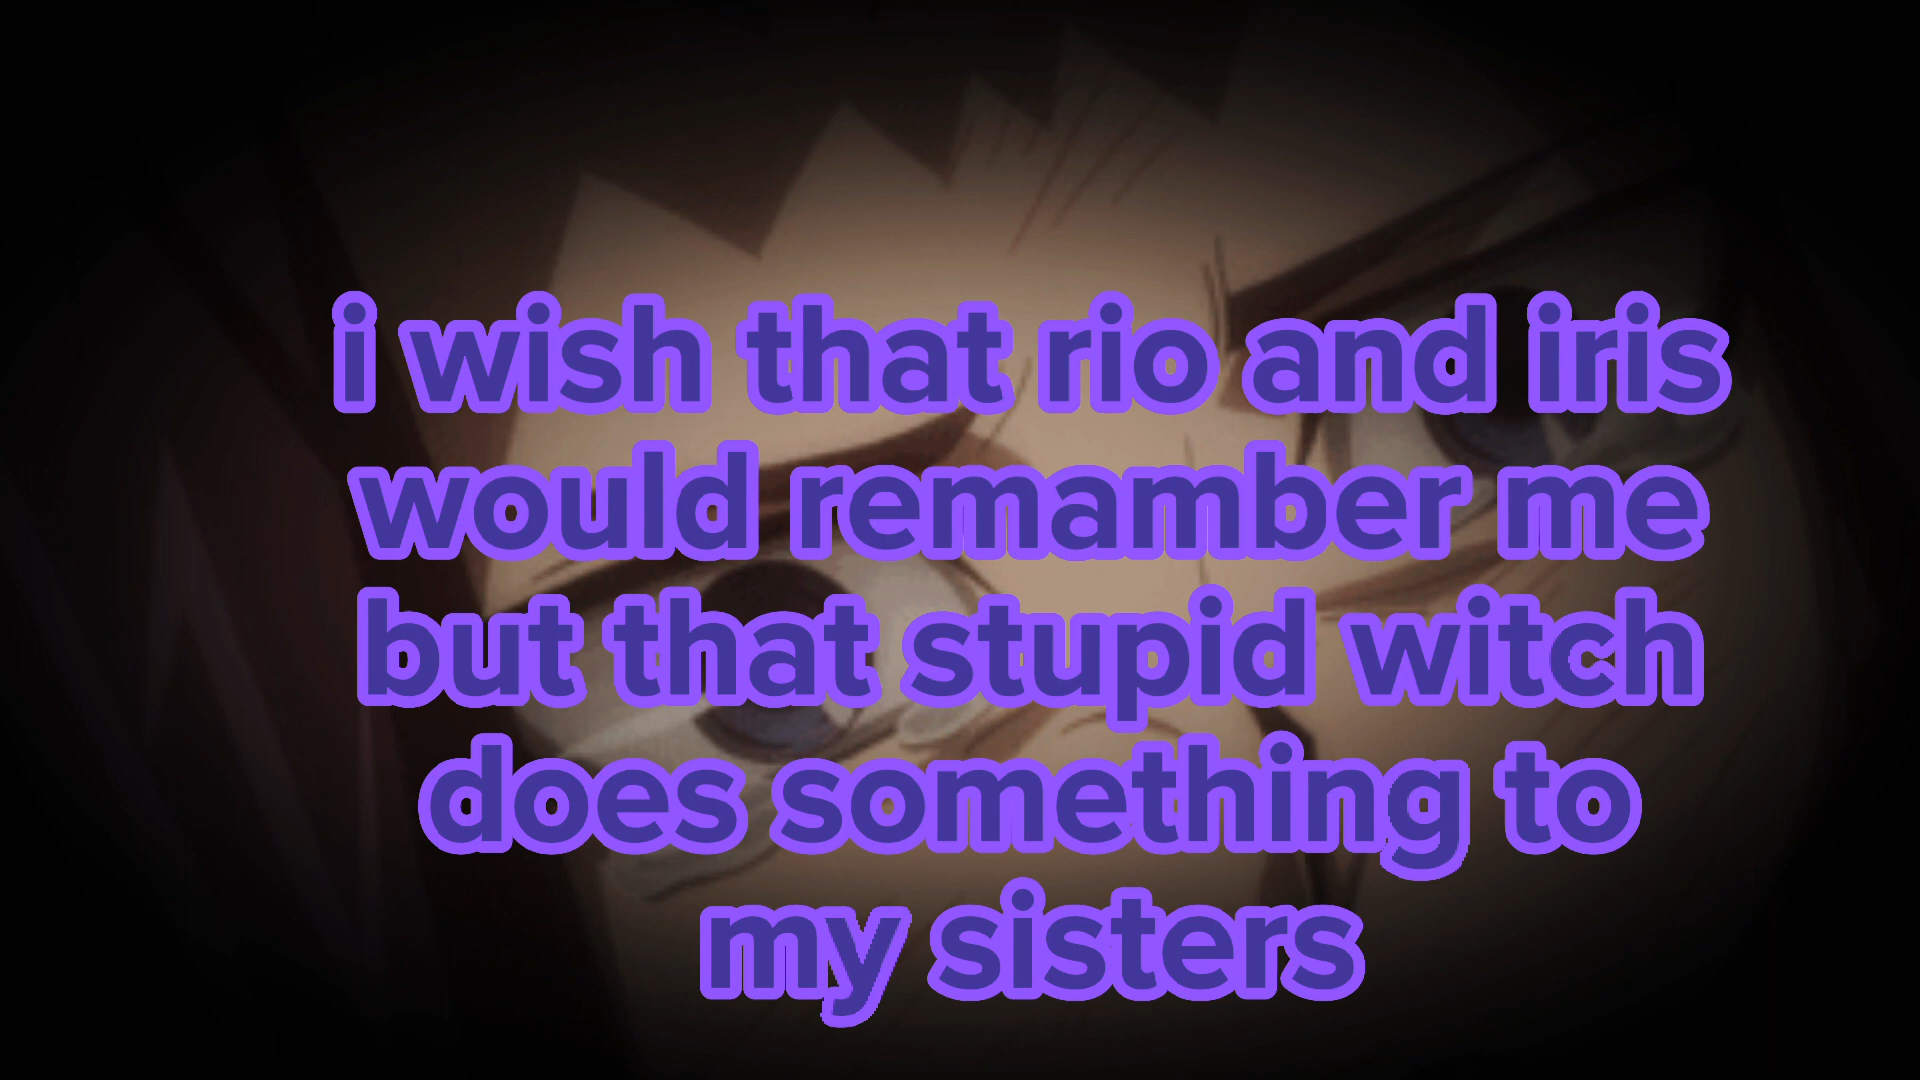 i wish that rio and iris
would remamber me
but that stupid witch
does something to
my sisters